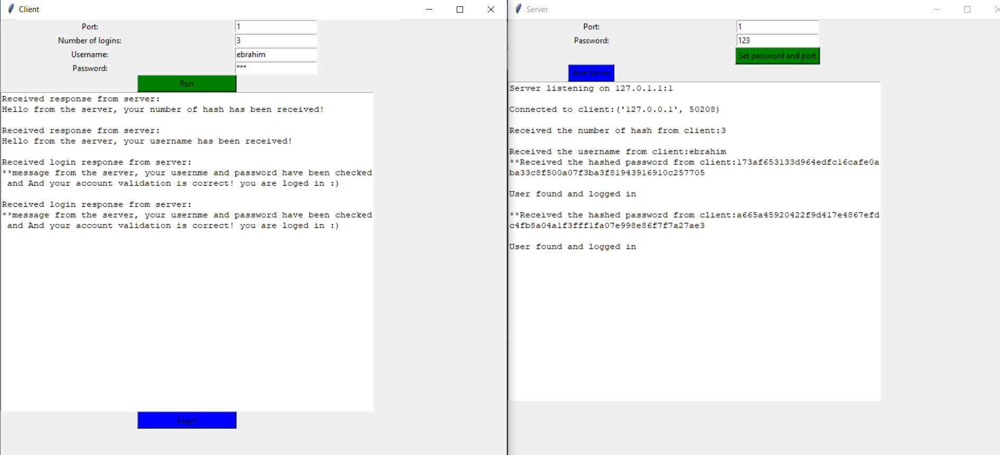 Client
Port:
1
Number of logins:
3
Username:
ebrahim
Password:
***
Run
Received response from server:
Hello from the server, your number of hash has been received!
Received response from server:
Hello from the server, your username has been received!
Received login response from server:
**message from the server, your usernme and password have been checked
and And your account validation is correct! you are loged in :)
Received login response from server:
**message from the server, your usernme and password have been checked
and And your account validation is correct! you are loged in :)
Login
Server
Port:
1
Password:
123
Set password and port
Start Server
Server listening on 127.0.1.1:1
Connected to client:('127.0.0.1', 50208)
Received the number of hash from client:3
Received the username from client:ebrahim
**Received the hashed password from client:173af653133d964edfc16cafe0a
ba33c8f500a07f3ba3f81943916910c257705
User found and logged in
**Received the hashed password from client:a665a45920422f9d417e4867efd
c4fb8a04a1f3fff1fa07e998e86f7f7a27ae3
User found and logged in